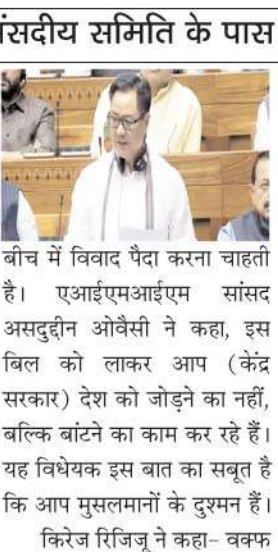 ांसदीय समिति के पास
बीच में विवाद पैदा करना चाहती
है। एआईएमआईएम सांसद
असदुद्दीन ओवैसी ने कहा, इस
बिल को लाकर आप (केंद्र
सरकार) देश को जोड़ने का नहीं,
बल्कि बांटने का काम कर रहे हैं।
यह विधेयक इस बात का सबूत है
कि आप मुसलमानों के दुश्मन हैं।
किरेज रिजिजू ने कहा- वक्फ